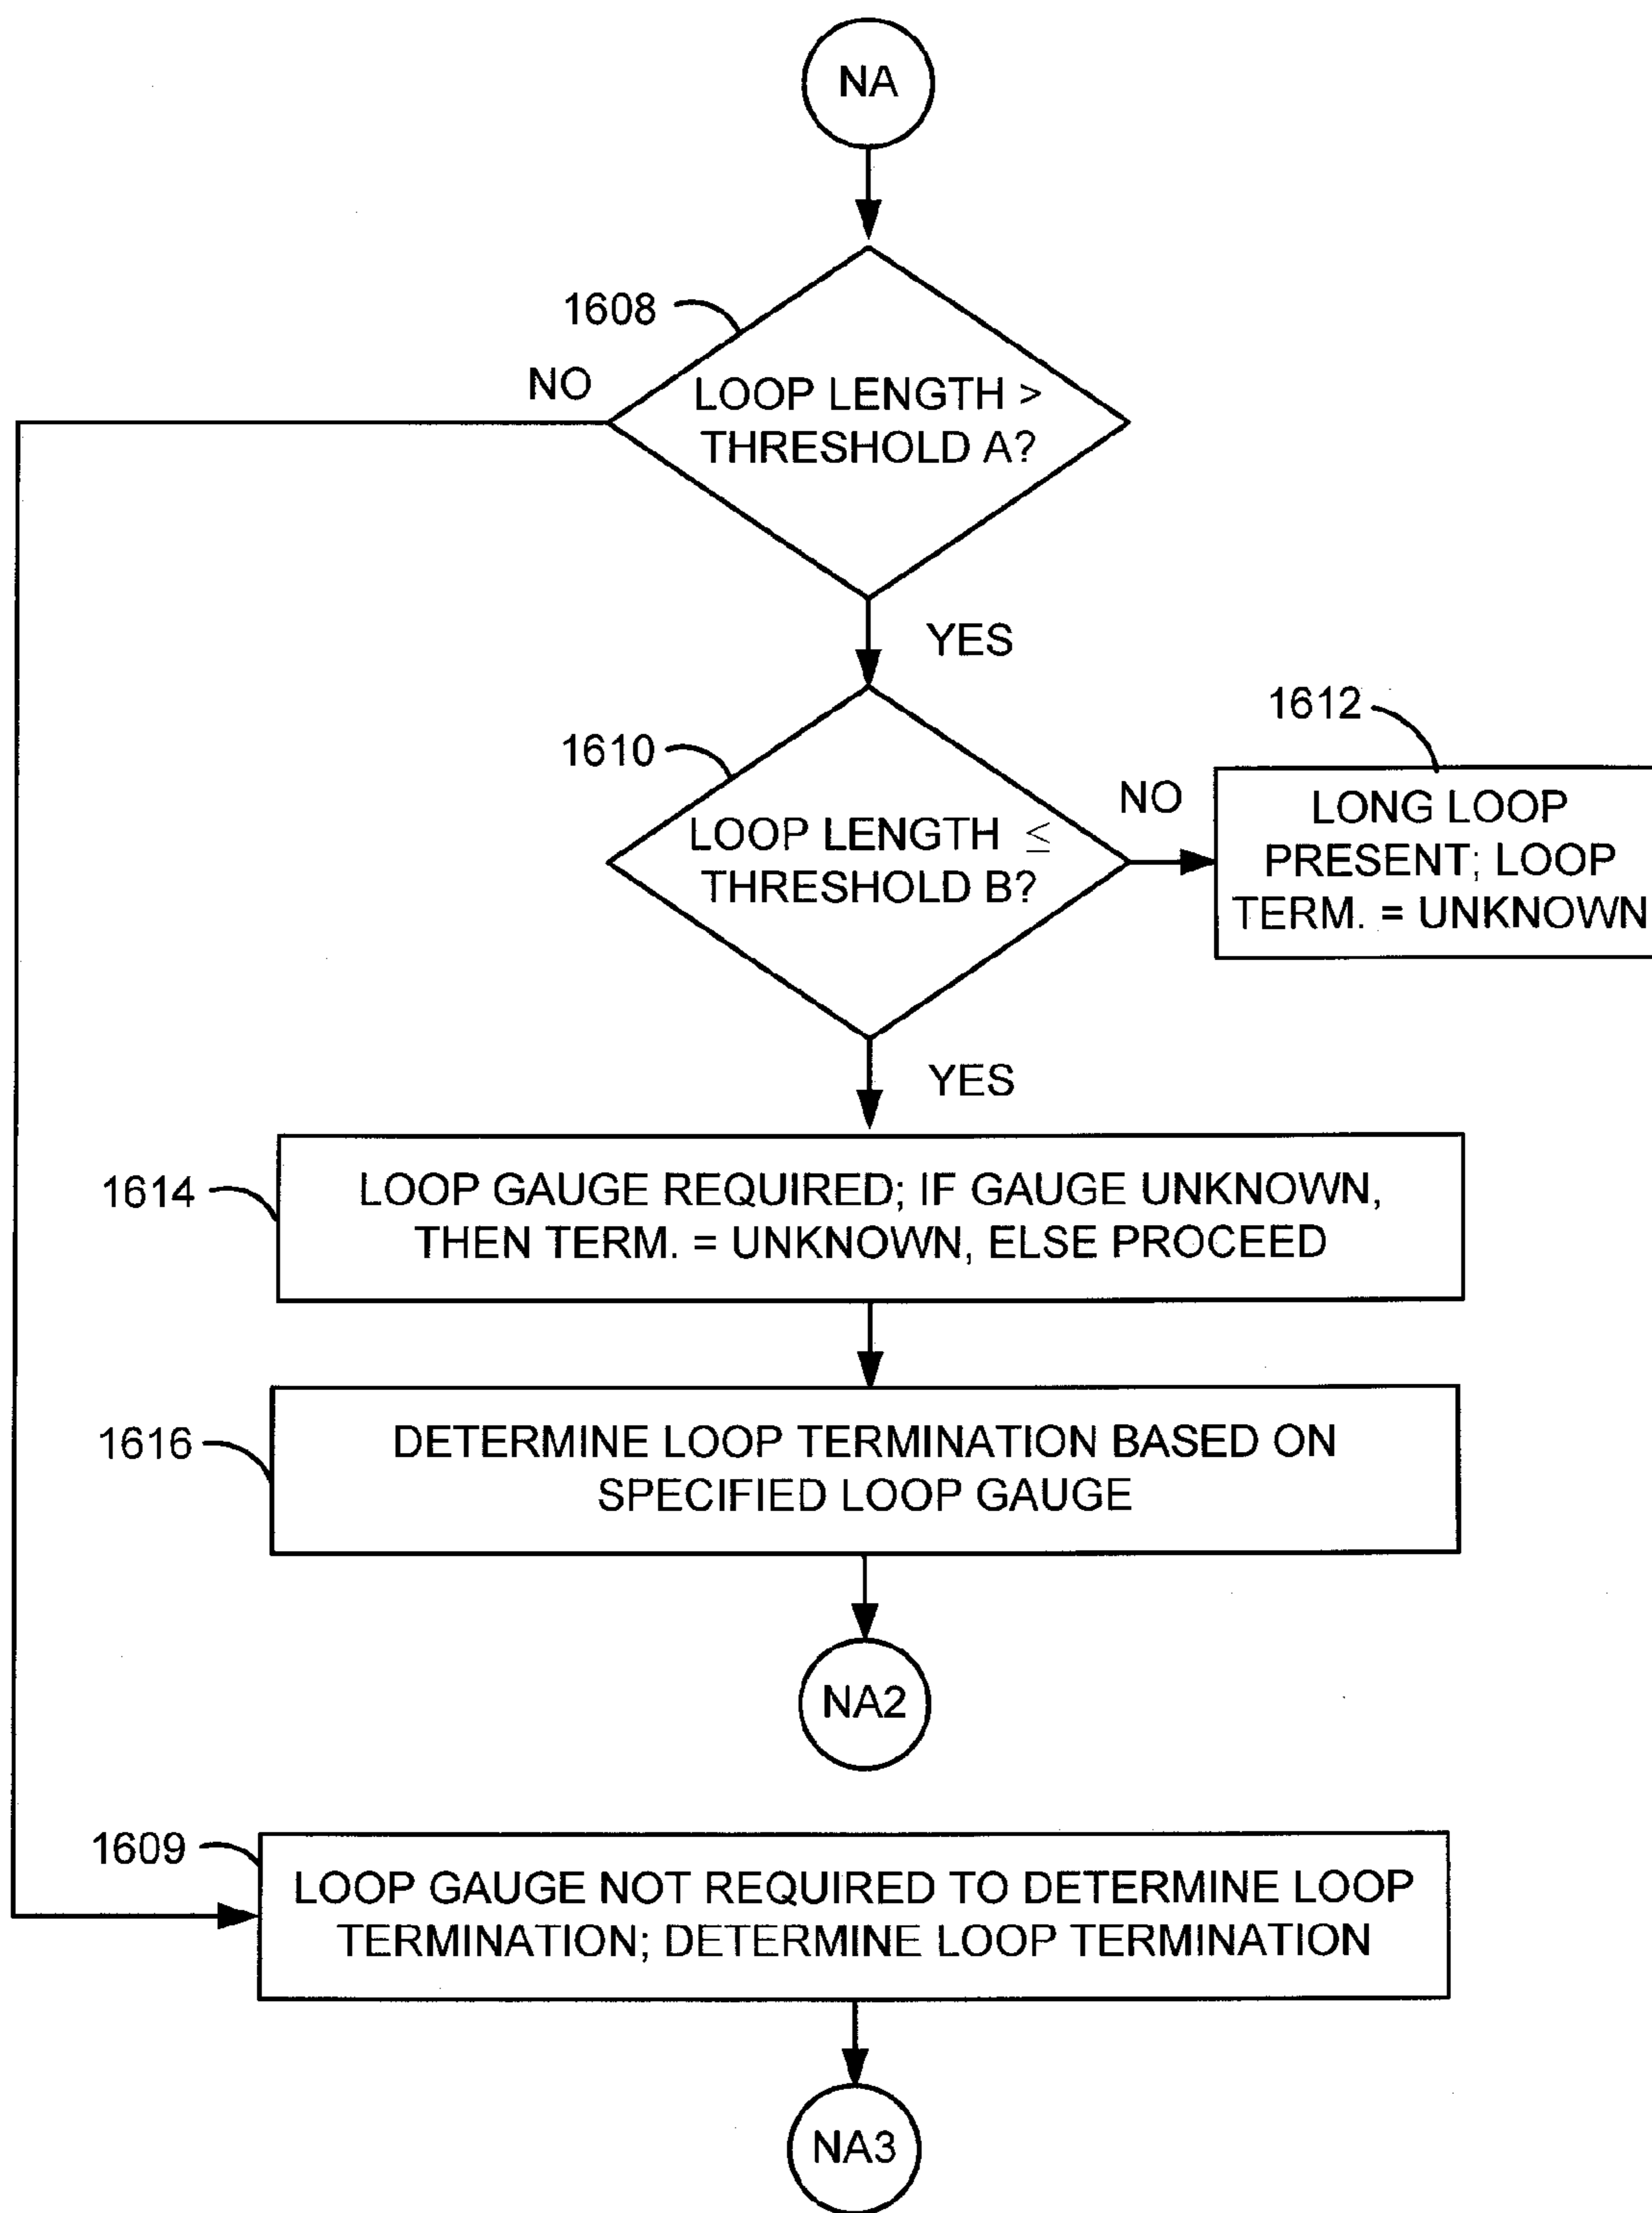 NA
1608
NO
LOOP LENGTH >
THRESHOLD A?
YES
1612
1610
NO
LOOP LENGTH ≤
THRESHOLD B?
LONG LOOP
PRESENT; LOOP
TERM. = UNKNOWN
YES
1614
LOOP GAUGE REQUIRED; IF GAUGE UNKNOWN,
THEN TERM. = UNKNOWN, ELSE PROCEED
1616
DETERMINE LOOP TERMINATION BASED ON
SPECIFIED LOOP GAUGE
NA2
1609
LOOP GAUGE NOT REQUIRED TO DETERMINE LOOP
TERMINATION; DETERMINE LOOP TERMINATION
NA3